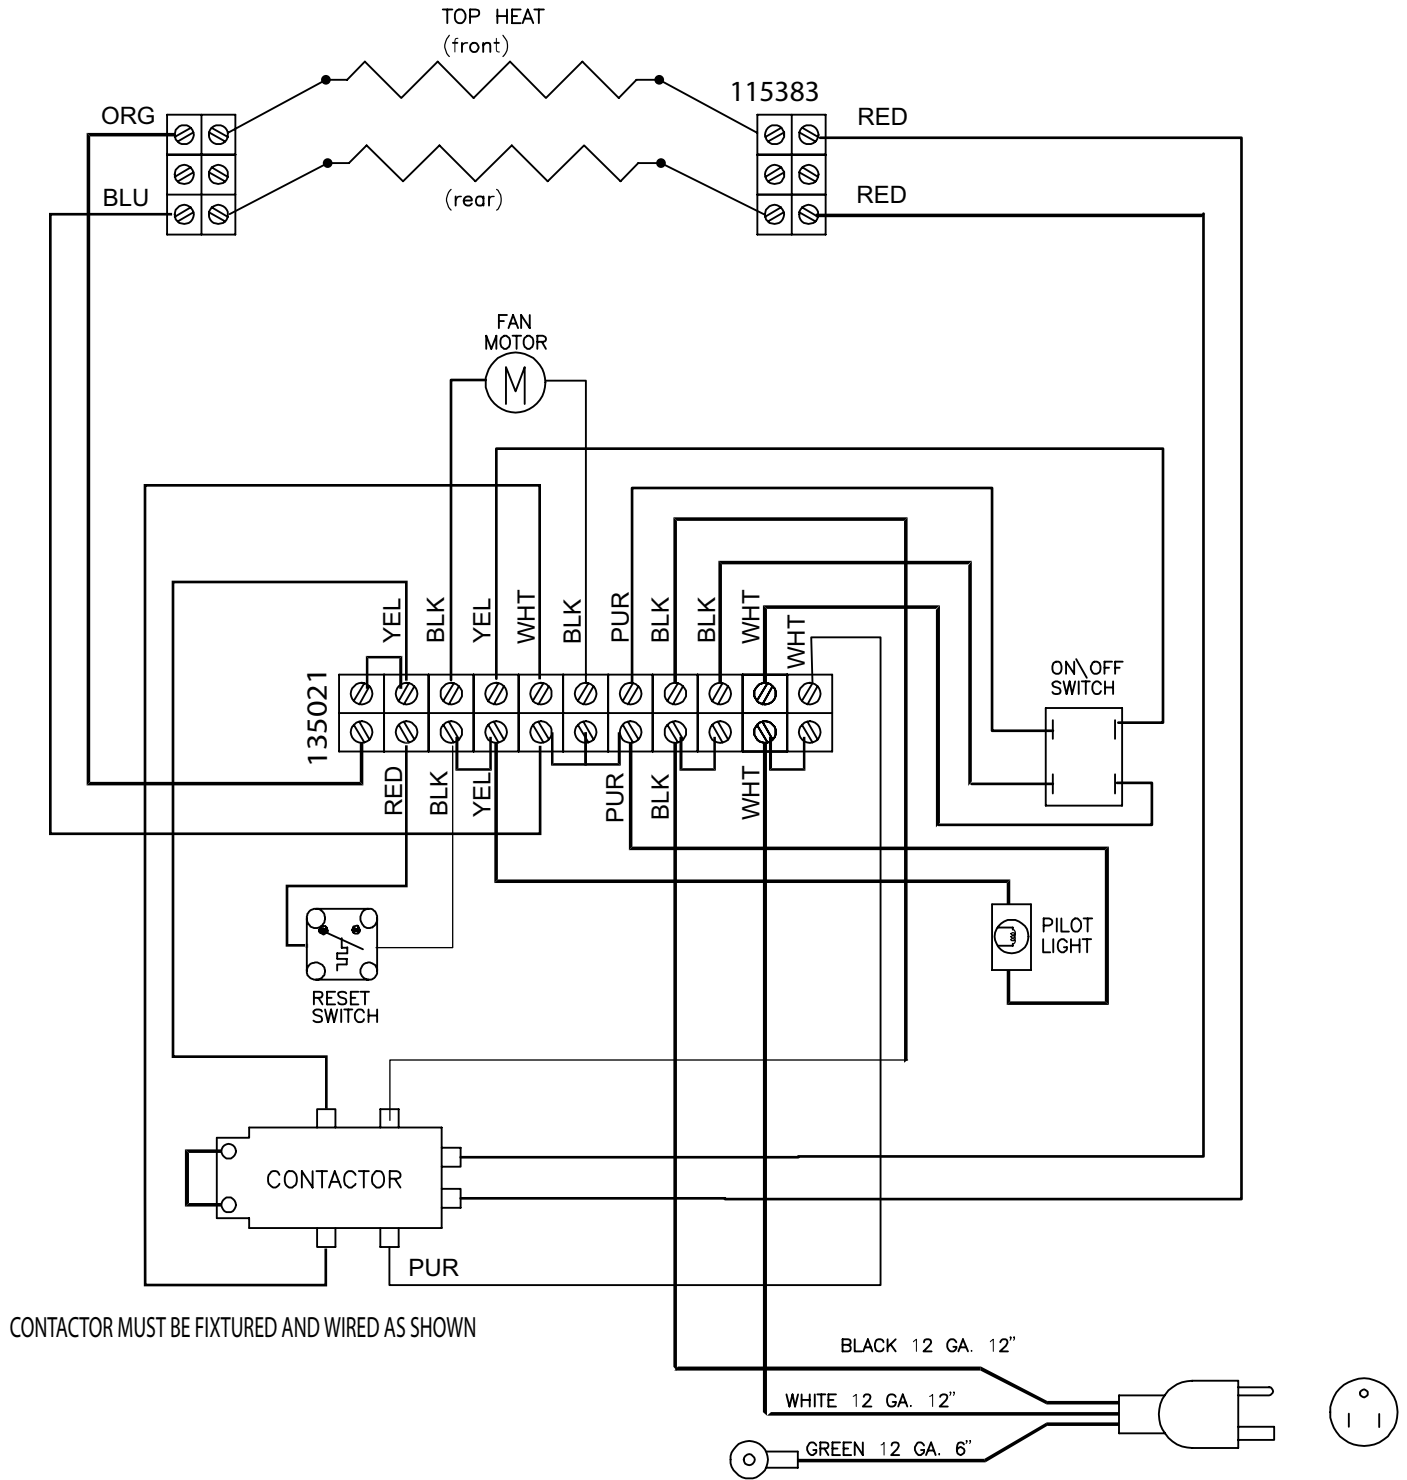 TOP HEAT
(front)
115383
ORG
RED
BLU
(rear)
RED
FAN
MOTOR
M
YEL
BLK
YEL
WHT
BLK
PUR
BLK
BLK
WHT
WHT
135021
ON\OFF
SWITCH
RED
BLK
YEL
PUR
BLK
WHT
PILOT
LIGHT
RESET
SWITCH
CONTACTOR
PUR
CONTACTOR MUST BE FIXTURED AND WIRED AS SHOWN
BLACK 12 GA. 12"
WHITE 12 GA. 12"
GREEN 12 GA. 6"